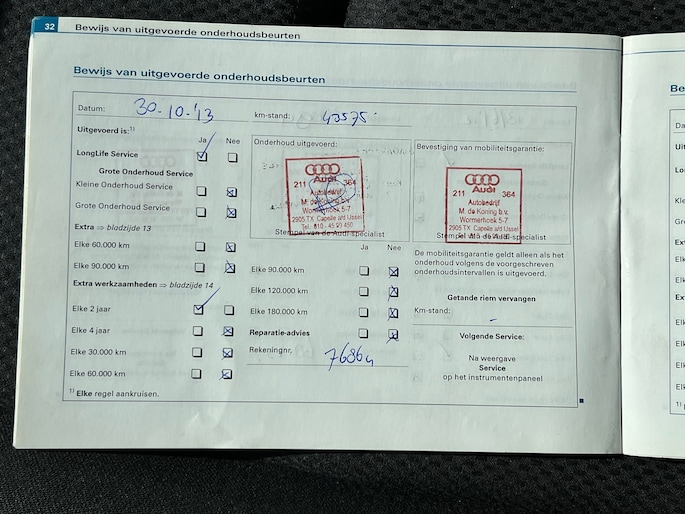 32 Bewijs van uitgevoerde onderhoudsbeurten
Bewijs van uitgevoerde onderhoudsbeurten
Datum: 30-10-'13 km-stand: 43575
Uitgevoerd is:1)
Ja Nee
LongLife Service
Grote Onderhoud Service
Kleine Onderhoud Service
Grote Onderhoud Service
Extra ⇒ bladzijde 13
Elke 60.000 km
Elke 90.000 km
Extra werkzaamheden ⇒ bladzijde 14
Elke 2 jaar
Elke 4 jaar
Elke 30.000 km
Elke 60.000 km
1) Elke regel aankruisen.
Onderhoud uitgevoerd:
211 Audi 364
Autobedrijf
M. de Koning b.v.
Wormerhoek 5-7
2905 TX Capelle a/d IJssel
Stempel van de Audi-specialist
Ja Nee
Elke 90.000 km
Elke 120.000 km
Elke 180.000 km
Reparatie-advies
Rekeningnr.
Bevestiging van mobiliteitsgarantie:
211 Audi 364
Autobedrijf
M. de Koning b.v.
Wormerhoek 5-7
2905 TX Capelle a/d IJssel
Stempel van de Audi-specialist
De mobiliteitsgarantie geldt alleen als het
onderhoud volgens de voorgeschreven
onderhoudsintervallen is uitgevoerd.
Getande riem vervangen
Km-stand: -
Volgende Service:
Na weergave
Service
op het instrumentenpaneel
Be